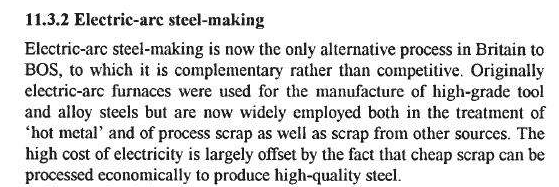 11.3.2 Electric-arc steel-making
Electric-arc steel-making is now the only alternative process in Britain to
BOS, to which it is complementary rather than competitive. Originally
electric-arc furnaces were used for the manufacture of high-grade tool
and alloy steels but are now widely employed both in the treatment of
‘hot metal’ and of process scrap as well as scrap from other sources. The
high cost of electricity is largely offset by the fact that cheap scrap can be
processed economically to produce high-quality steel.